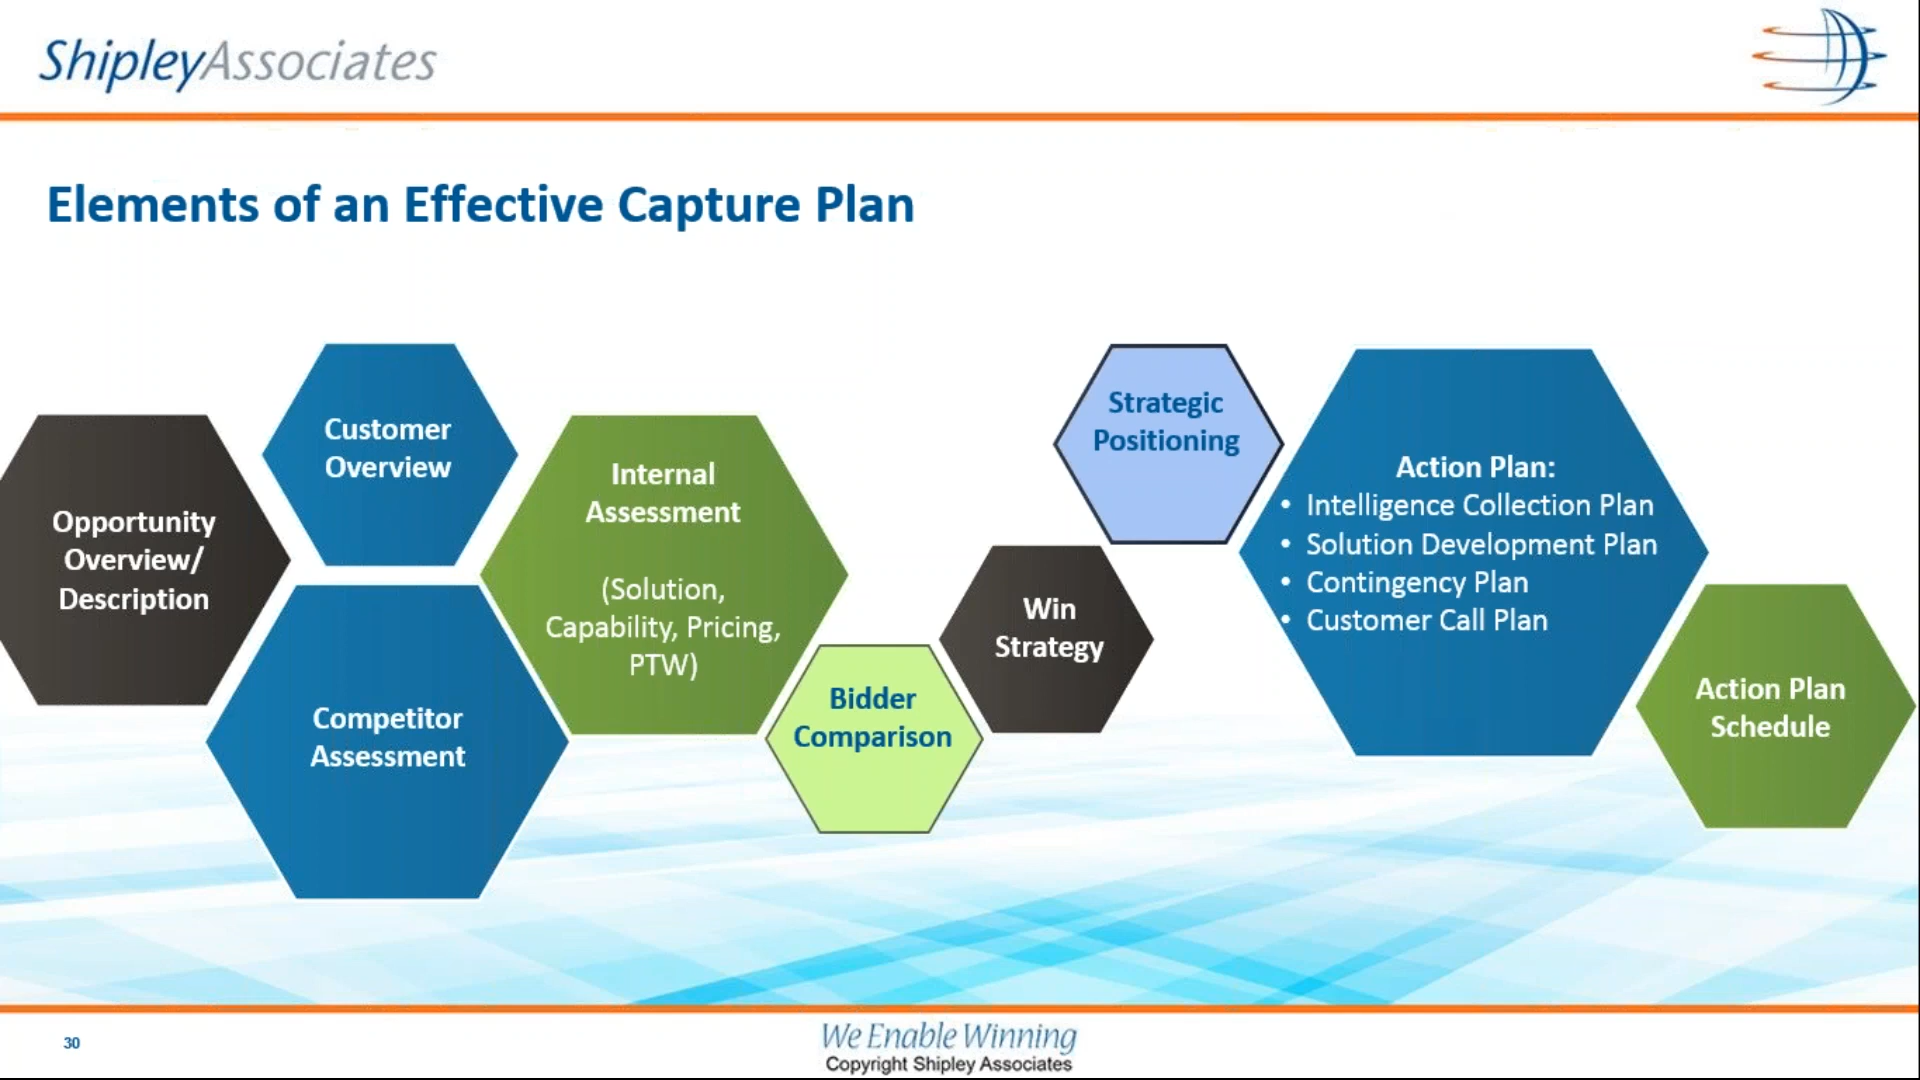 ShipleyAssociates
Elements of an Effective Capture Plan
Opportunity
Overview/
Description
Customer
Overview
Competitor
Assessment
Internal
Assessment
(Solution,
Capability, Pricing,
PTW)
Bidder
Comparison
Win
Strategy
Strategic
Positioning
Action Plan:
• Intelligence Collection Plan
• Solution Development Plan
• Contingency Plan
• Customer Call Plan
Action Plan
Schedule
30
We Enable Winning
Copyright Shipley Associates